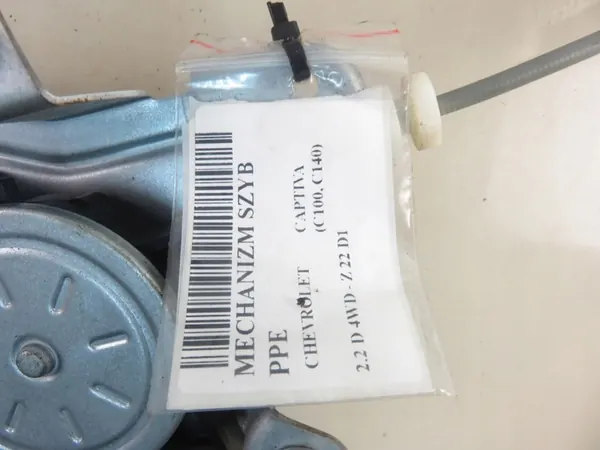 MECHANIZM SZYB
PPE
CHEVROLET CAPTIVA
(C100, C140)
2.2 D 4WD - Z 22 D1